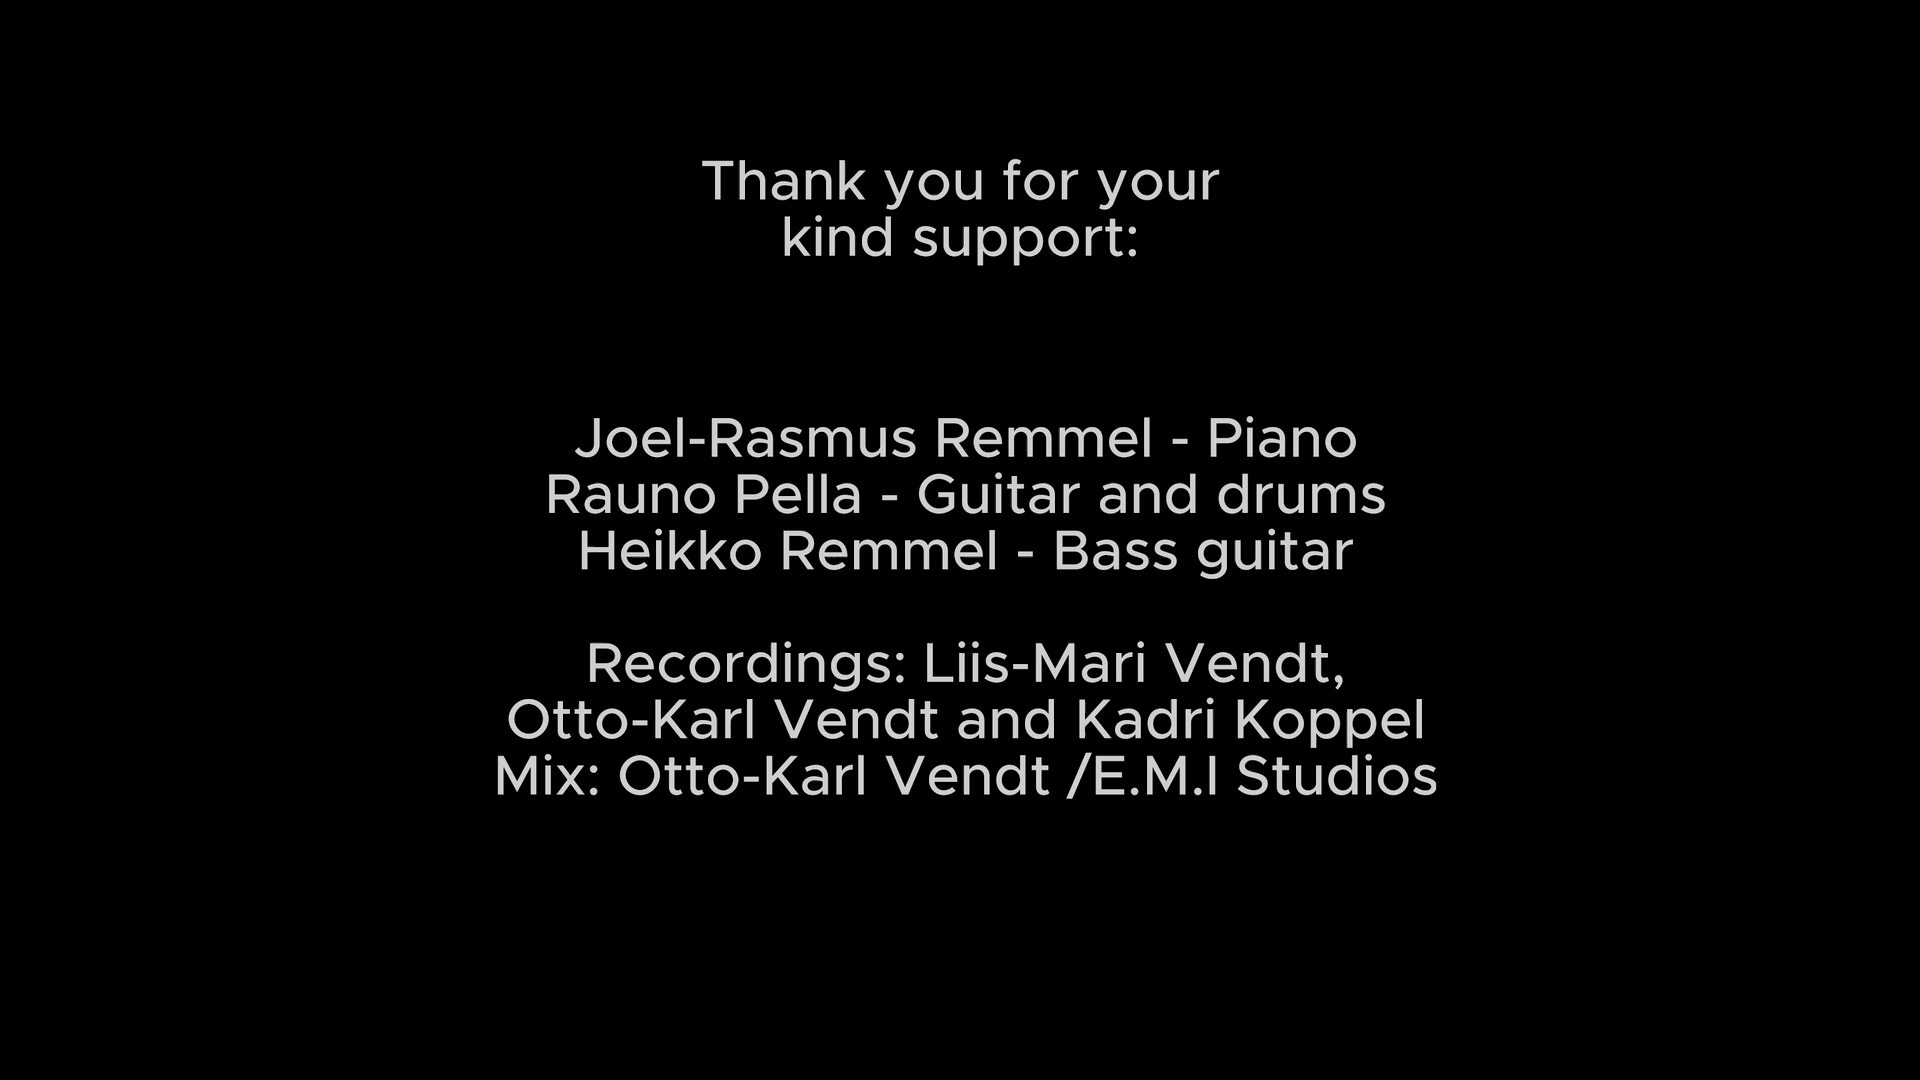 Thank you for your
kind support:
Joel-Rasmus Remmel - Piano
Rauno Pella - Guitar and drums
Heikko Remmel - Bass guitar
Recordings: Liis-Mari Vendt,
Otto-Karl Vendt and Kadri Koppel
Mix: Otto-Karl Vendt /E.M.I Studios